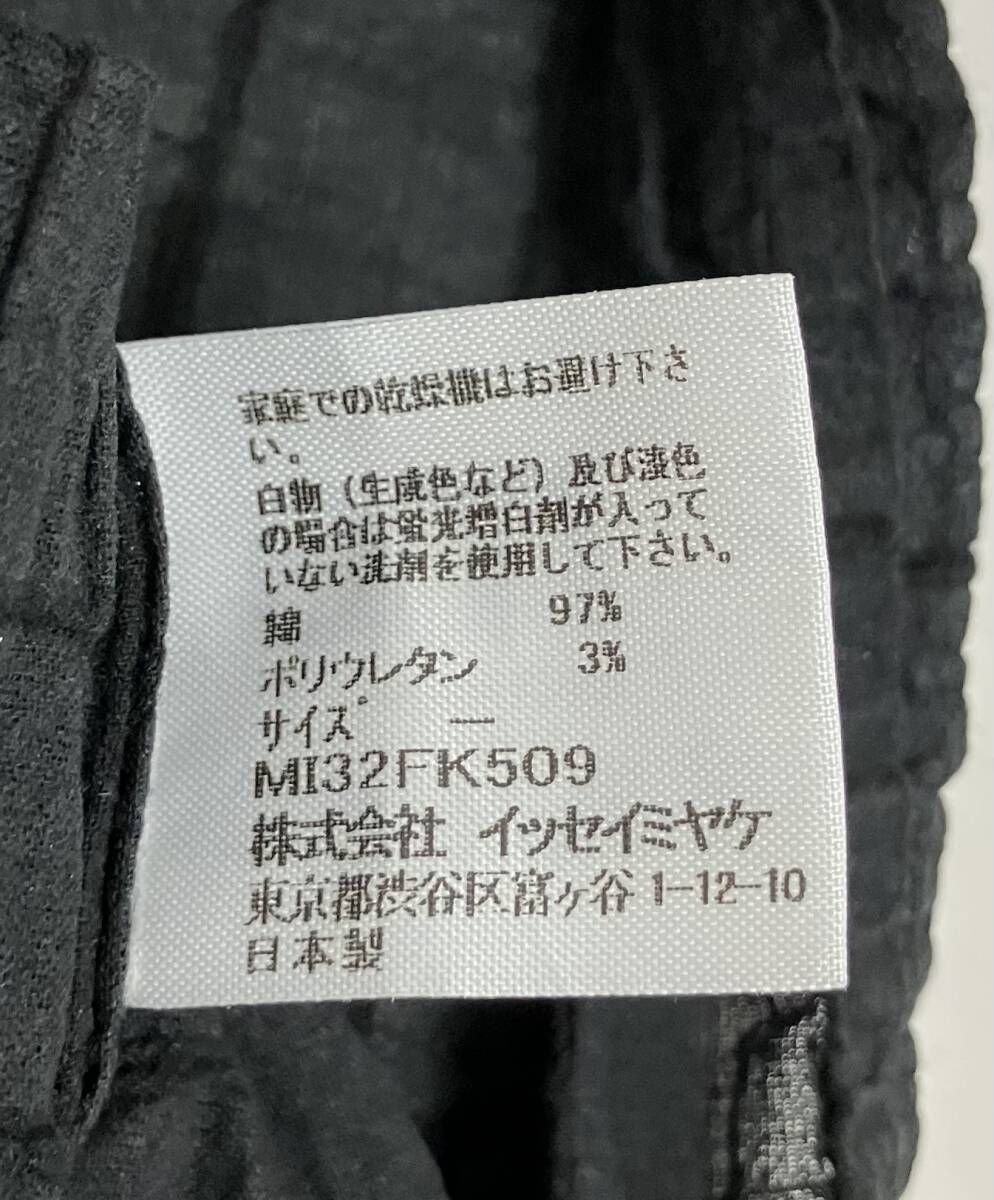 家庭での乾燥機はお避け下さ
い。
白物（生成色など）及び淡色
の場合は蛍光増白剤が入って
いない洗剤を使用して下さい。
綿 97%
ポリウレタン 3%
サイズ —
MI32FK509
株式会社 イッセイミヤケ
東京都渋谷区富ヶ谷1-12-10
日本製